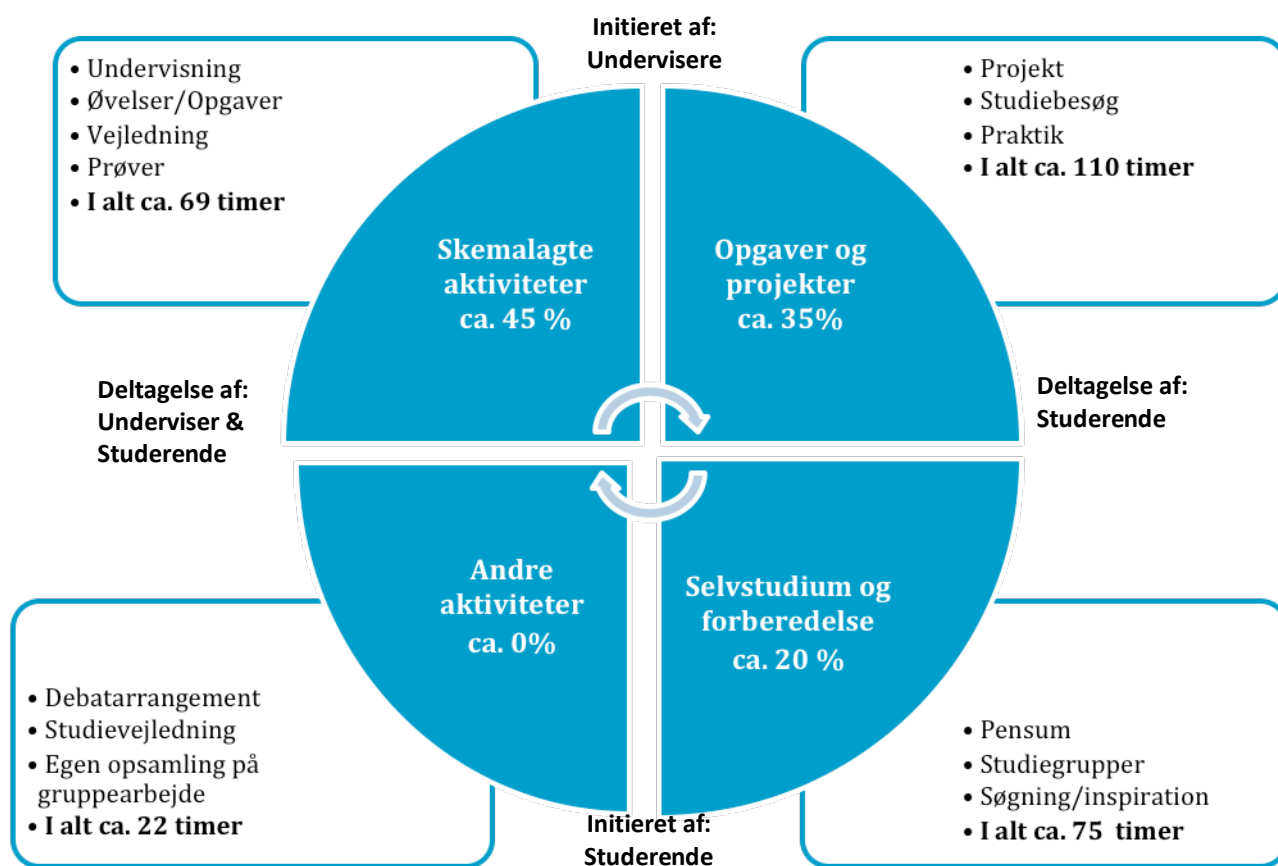 Initieret af:
Undervisere
• Undervisning
• Øvelser/Opgaver
• Vejledning
• Prøver
• I alt ca. 69 timer
• Projekt
• Studiebesøg
• Praktik
• I alt ca. 110 timer
Skemalagte
aktiviteter
ca. 45 %
Opgaver og
projekter
ca. 35%
Deltagelse af:
Underviser &
Studerende
Deltagelse af:
Studerende
Andre
aktiviteter
ca. 0%
Selvstudium og
forberedelse
ca. 20 %
• Debatarrangement
• Studievejledning
• Egen opsamling på
gruppearbejde
• I alt ca. 22 timer
• Pensum
• Studiegrupper
• Søgning/inspiration
• I alt ca. 75 timer
Initieret af:
Studerende